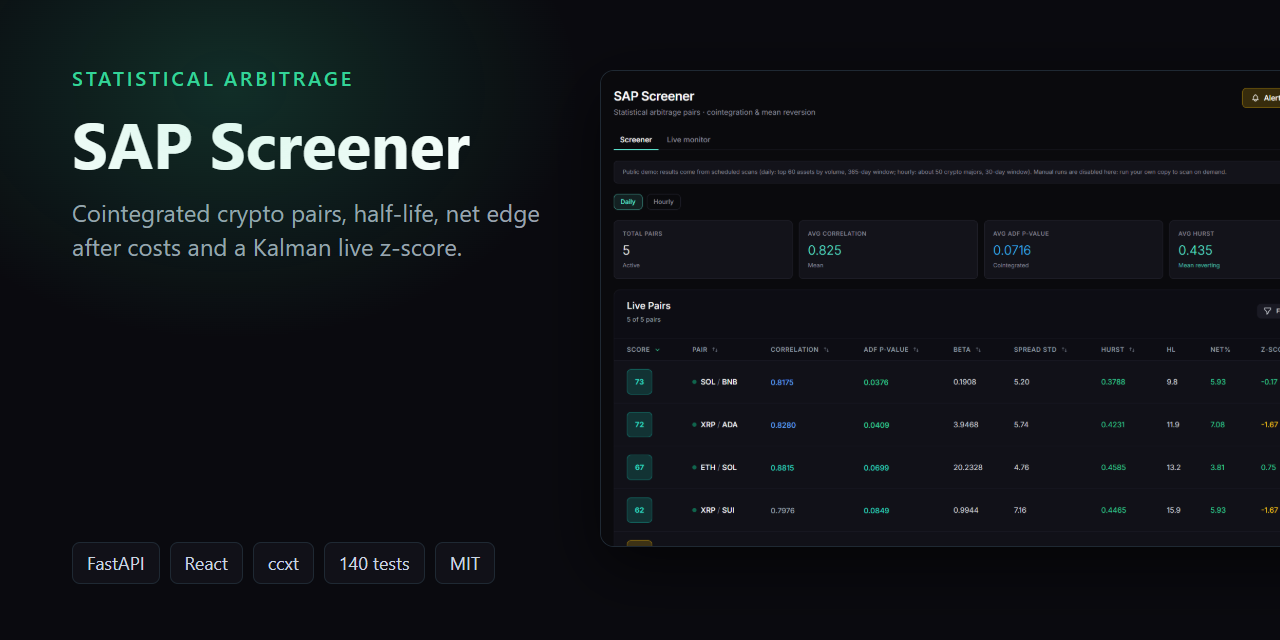 STATISTICAL ARBITRAGE
SAP Screener
Cointegrated crypto pairs, half-life, net edge
after costs and a Kalman live z-score.
FastAPI React ccxt 140 tests MIT
SAP Screener
Alert
Statistical arbitrage pairs · cointegration & mean reversion
Screener Live monitor
Public demo: results come from scheduled scans (daily: top 60 assets by volume, 365-day window; hourly: about 50 crypto majors, 30-day window). Manual runs are disabled here: run your own copy to scan on demand.
Daily Hourly
TOTAL PAIRS AVG CORRELATION AVG ADF P-VALUE AVG HURST
5 0.825 0.0716 0.435
Active Mean Cointegrated Mean reverting
Live Pairs
5 of 5 pairs
F
SCORE PAIR CORRELATION ADF P-VALUE BETA SPREAD STD HURST HL NET% Z-SC
73 SOL / BNB 0.8175 0.0376 0.1908 5.20 0.3788 9.8 5.93 -0.17
72 XRP / ADA 0.8280 0.0409 3.9468 5.74 0.4231 11.9 7.08 -1.67
67 ETH / SOL 0.8815 0.0699 20.2328 4.76 0.4585 13.2 3.81 0.75
62 XRP / SUI 0.7976 0.0849 0.9944 7.16 0.4465 15.9 5.93 -1.67